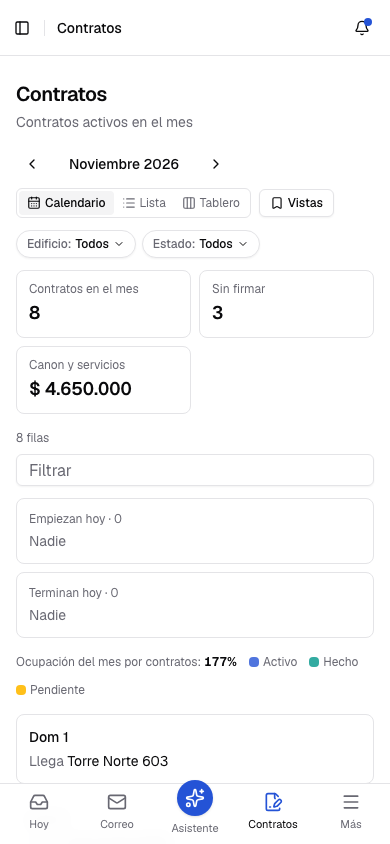 Contratos
Contratos
Contratos activos en el mes
Noviembre 2026
Calendario Lista Tablero Vistas
Edificio: Todos Estado: Todos
Contratos en el mes
8
Sin firmar
3
Canon y servicios
$ 4.650.000
8 filas
Filtrar
Empiezan hoy · 0
Nadie
Terminan hoy · 0
Nadie
Ocupación del mes por contratos: 177% Activo Hecho
Pendiente
Dom 1
Llega Torre Norte 603
Hoy Correo Asistente Contratos Más